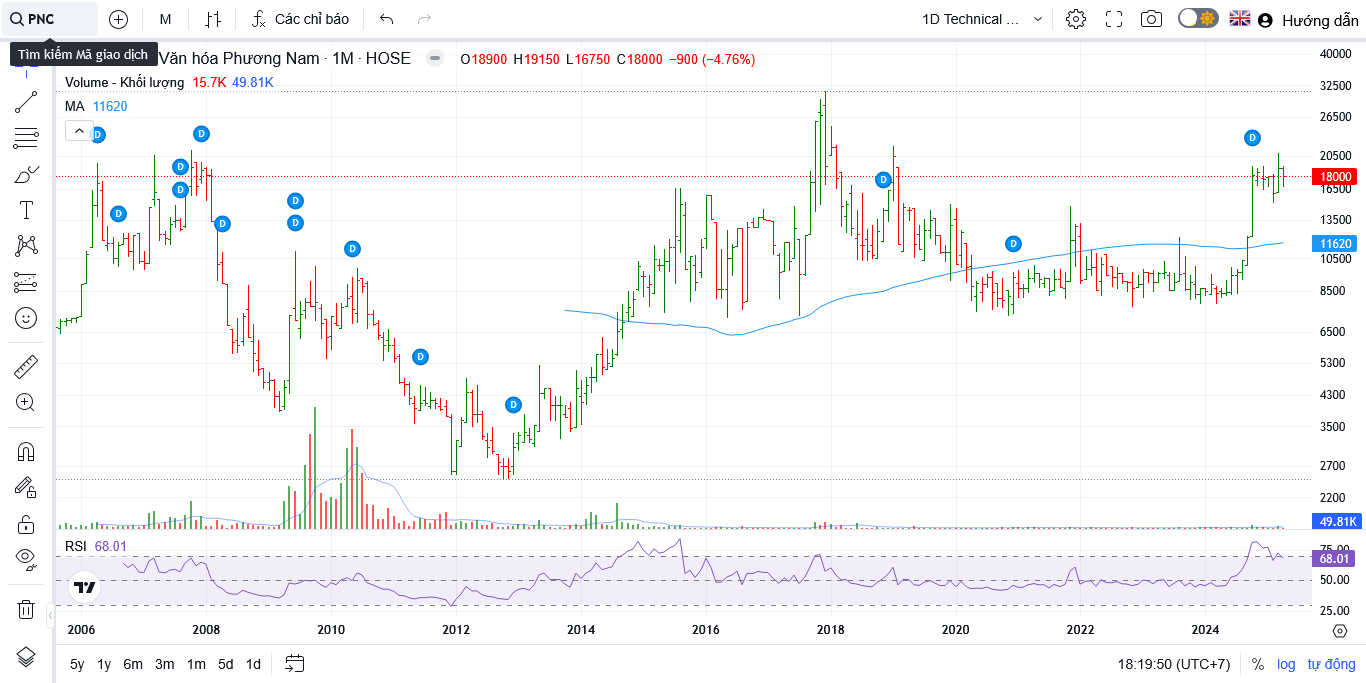 PNC
M
Các chỉ báo
1D Technical ...
Hướng dẫn
Tìm kiếm Mã giao dịch
Văn hóa Phương Nam · 1M · HOSE
O18900 H19150 L16750 C18000 −900 (−4.76%)
Volume - Khối lượng 15.7K 49.81K
MA 11620
D
D
D
D
D
D
D
D
D
D
D
D
D
D
40000
32500
26500
20500
18000
16500
13500
11620
10500
8500
6500
5300
4300
3500
2700
2200
49.81K
RSI 68.01
75.00
68.01
50.00
25.00
2006 2008 2010 2012 2014 2016 2018 2020 2022 2024
5y 1y 6m 3m 1m 5d 1d
18:19:50 (UTC+7) % log tự động